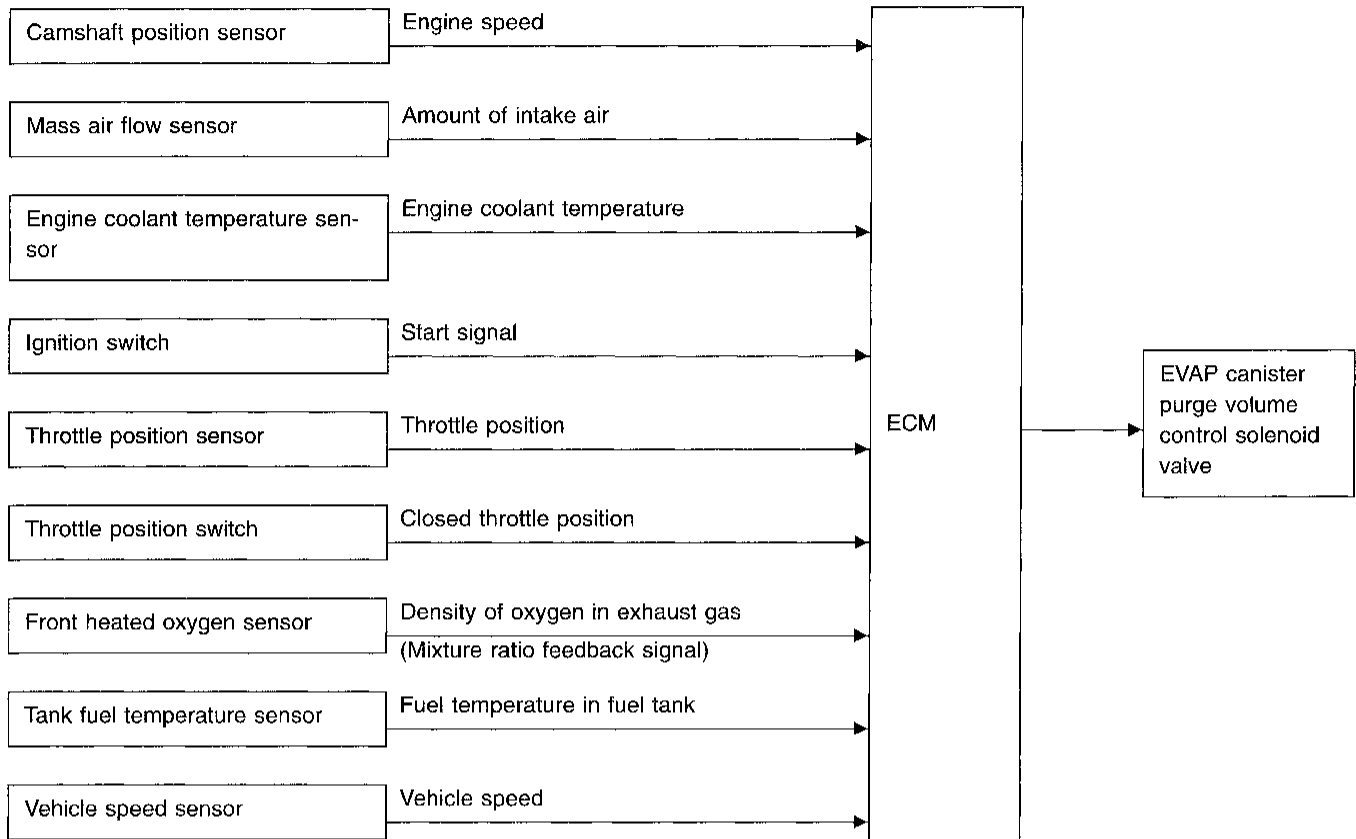 Camshaft position sensor
Engine speed
Mass air flow sensor
Amount of intake air
Engine coolant temperature sen-
sor
Engine coolant temperature
Ignition switch
Start signal
Throttle position sensor
Throttle position
Throttle position switch
Closed throttle position
Front heated oxygen sensor
Density of oxygen in exhaust gas
(Mixture ratio feedback signal)
Tank fuel temperature sensor
Fuel temperature in fuel tank
Vehicle speed sensor
Vehicle speed
ECM
EVAP canister
purge volume
control solenoid
valve